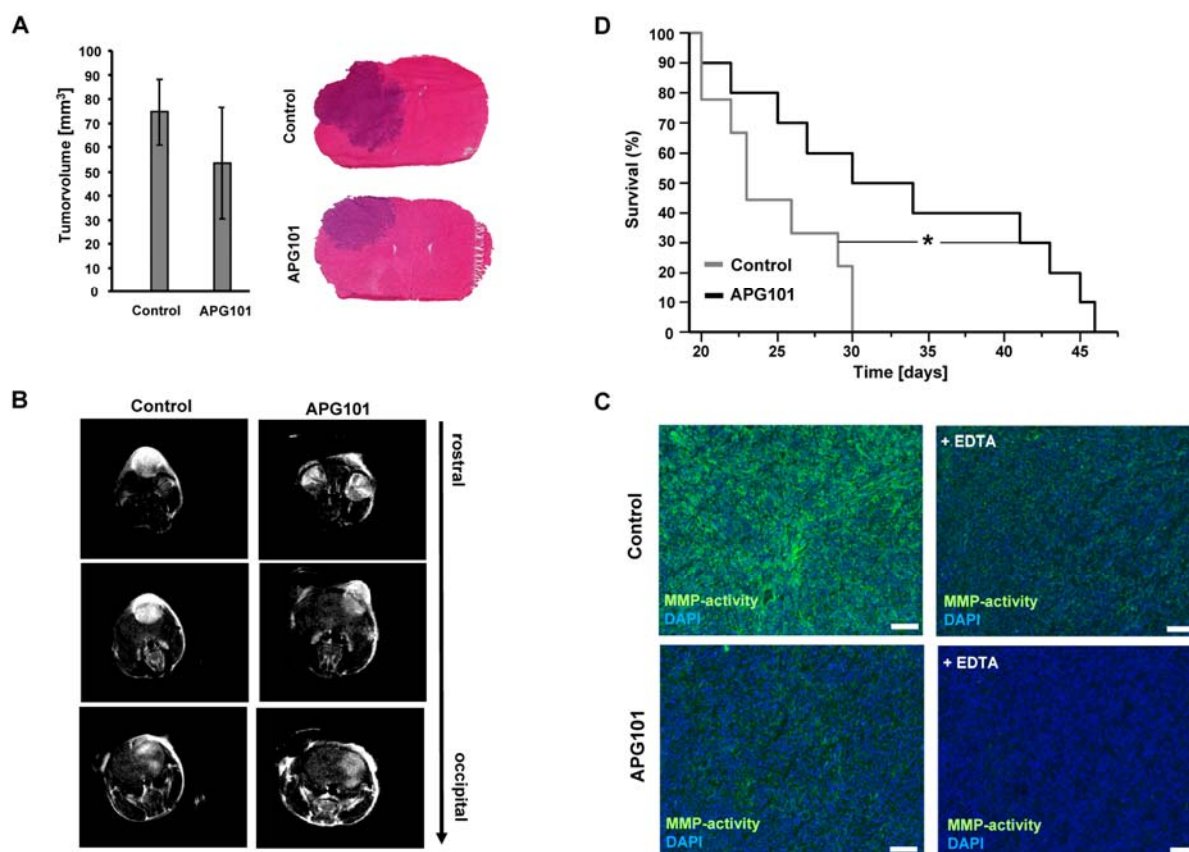 A
Tumorvolume [mm³]
100
90
80
70
60
50
40
30
20
10
0
Control
APG101
Control
APG101
D
Survival (%)
100
90
80
70
60
50
40
30
20
10
0
*
Control
APG101
20
25
30
35
40
45
Time [days]
B
Control
APG101
rostral
occipital
C
Control
MMP-activity
DAPI
+ EDTA
MMP-activity
DAPI
APG101
MMP-activity
DAPI
+ EDTA
MMP-activity
DAPI